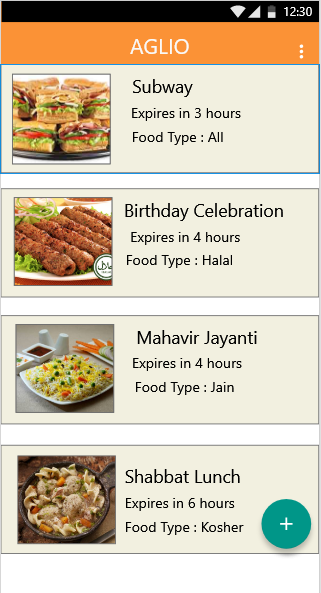 12:30
AGLIO
Subway
Expires in 3 hours
Food Type : All
Birthday Celebration
Expires in 4 hours
Food Type : Halal
Mahavir Jayanti
Expires in 4 hours
Food Type : Jain
Shabbat Lunch
Expires in 6 hours
Food Type : Kosher